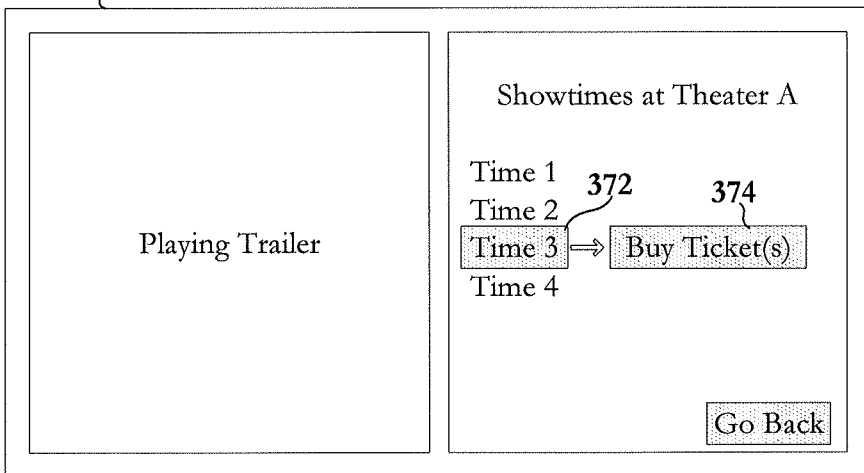 Showtimes at Theater A
Time 1
372
374
Time 2
Playing Trailer
Time 3
Buy Ticket(s)
Time 4
Go Back